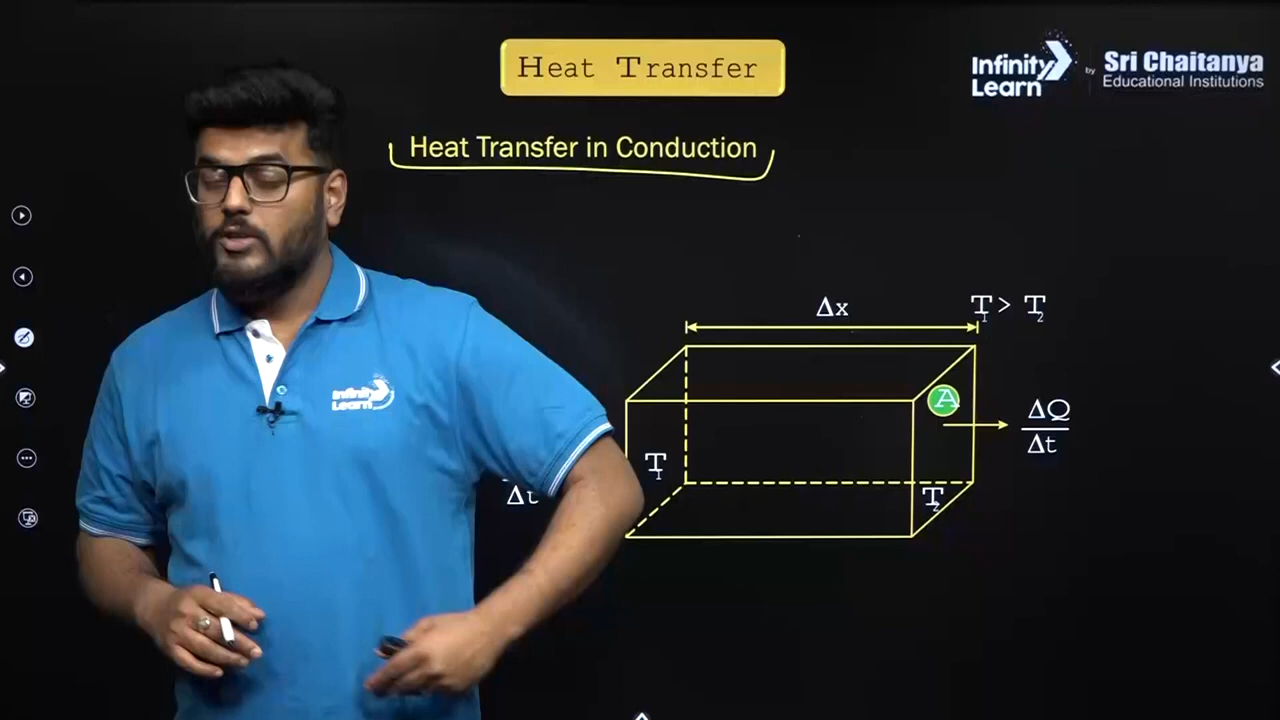 Heat Transfer
Infinity Learn by Sri Chaitanya Educational Institutions
Heat Transfer in Conduction
Δx
T₁ > T₂
Infinity Learn
A
ΔQ
Δt
T₁
T₂
Δt